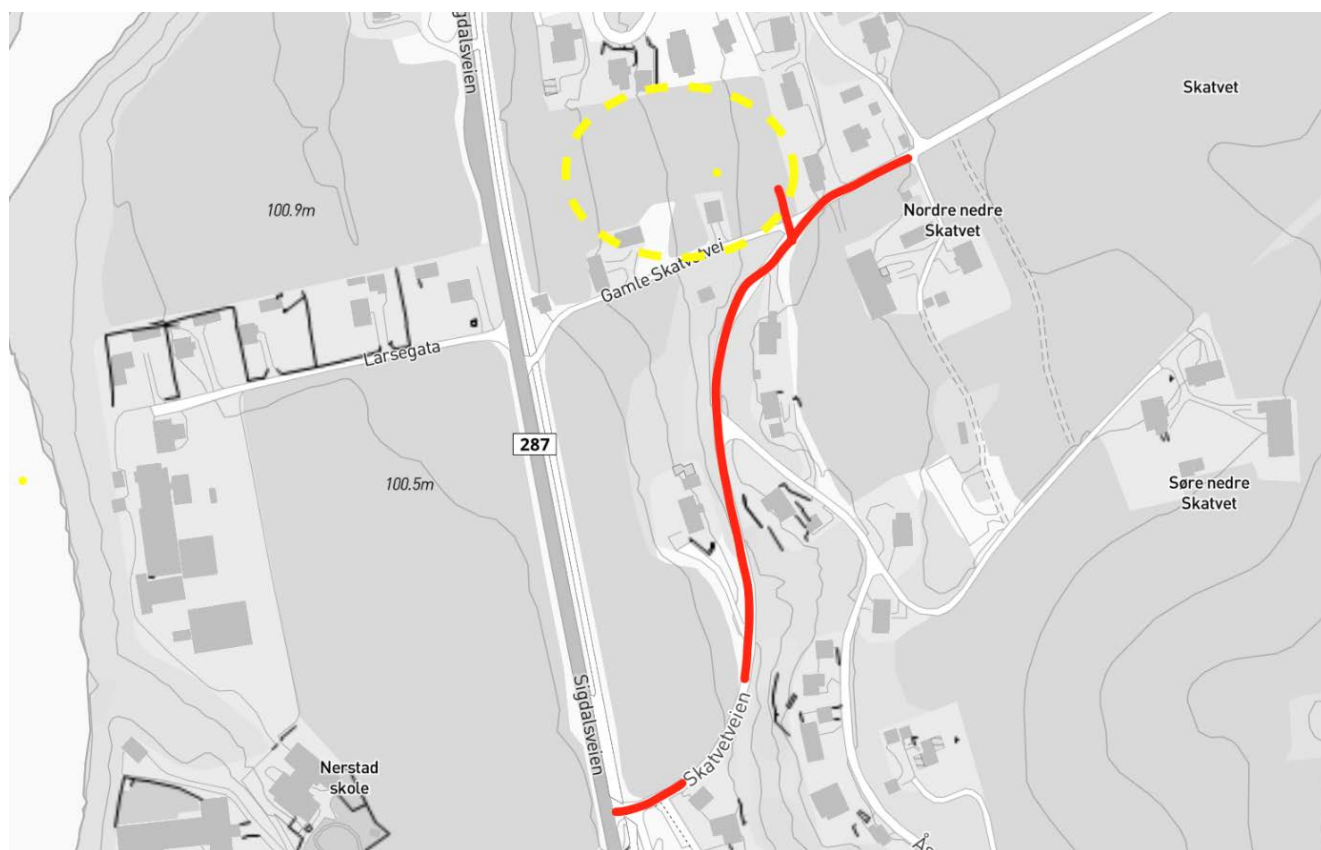 Sigdalsveien
Skatvet
100.9m
Nordre nedre
Skatvet
Gamle Skatvetvei
Larsegata
287
100.5m
Søre nedre
Skatvet
Sigdalsveien
Skatvetveien
Nerstad
skole